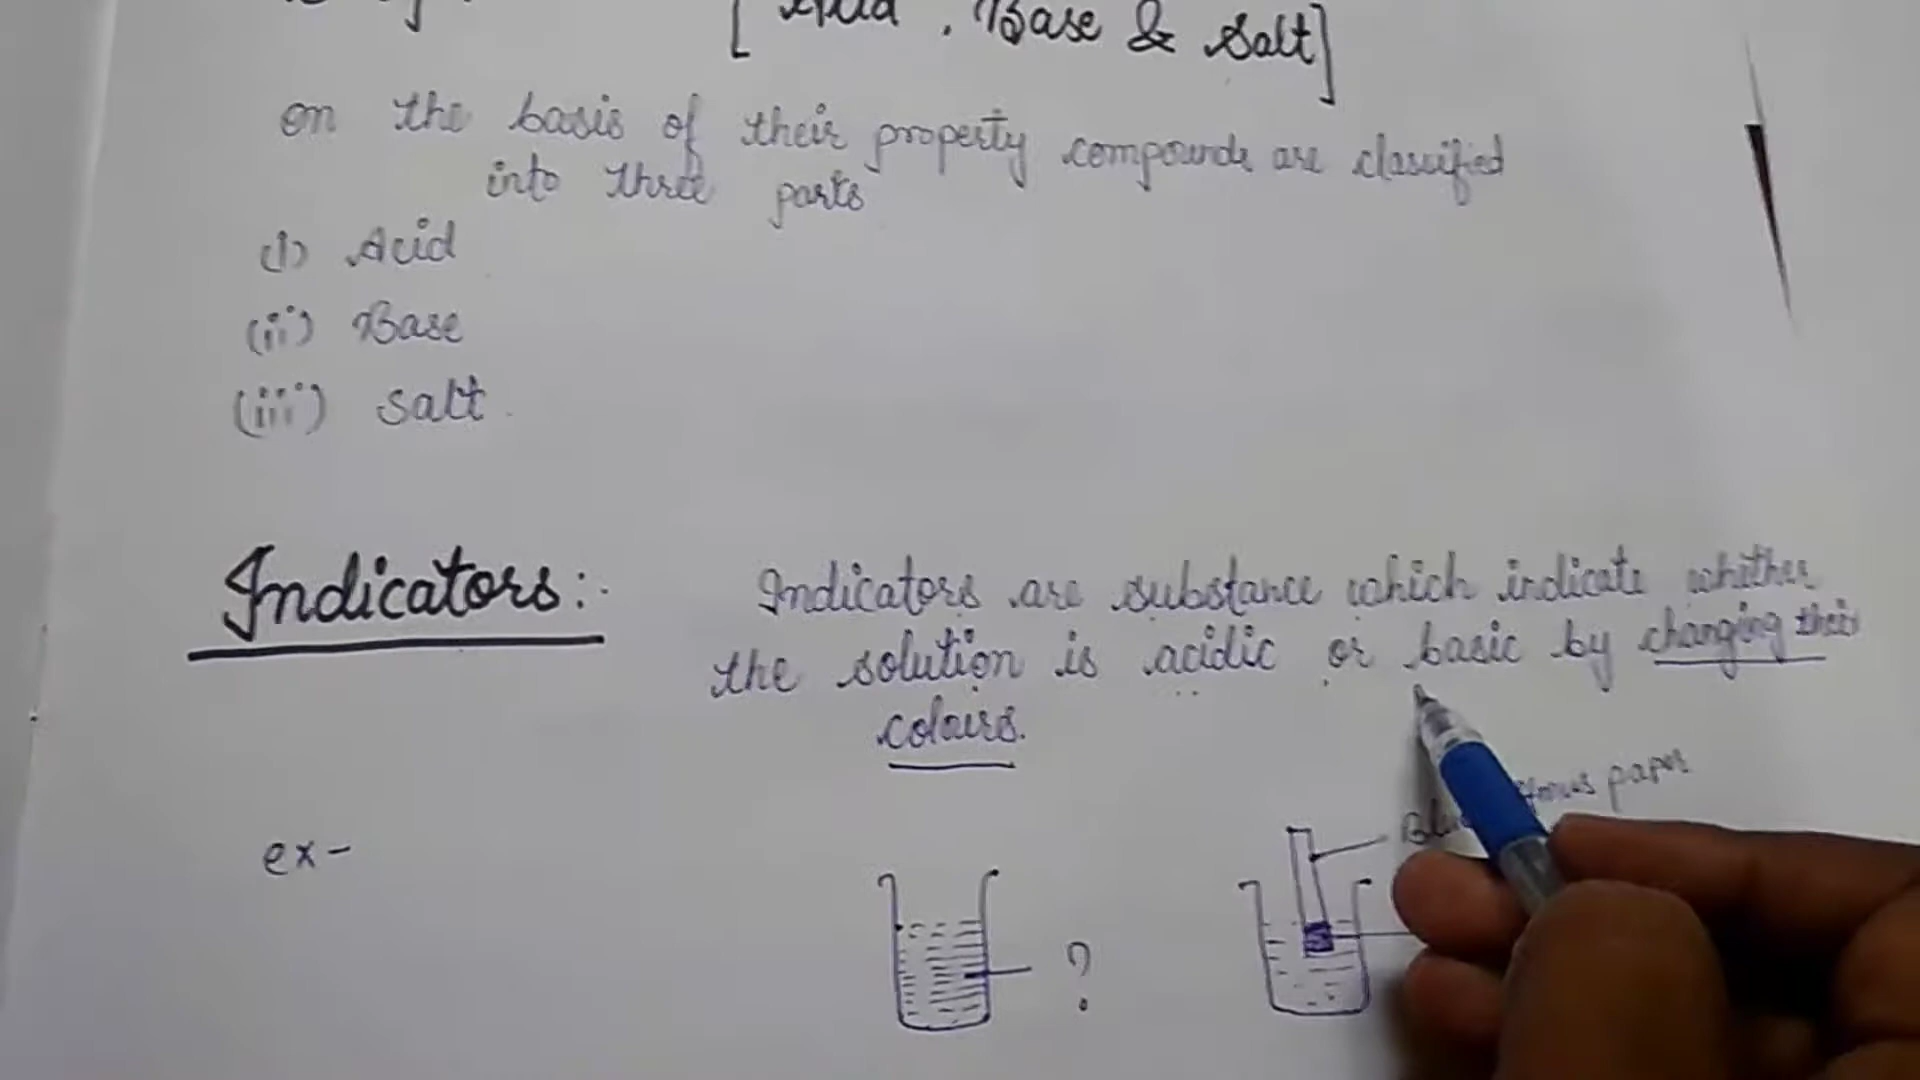 [ Acid , Base & Salt]
on the basis of their property compounds are classified
into three parts
(i) Acid
(ii) Base
(iii) Salt
Indicators:-
Indicators are substance which indicate whether
the solution is acidic or basic by changing their
colours.
paper
ex-
?